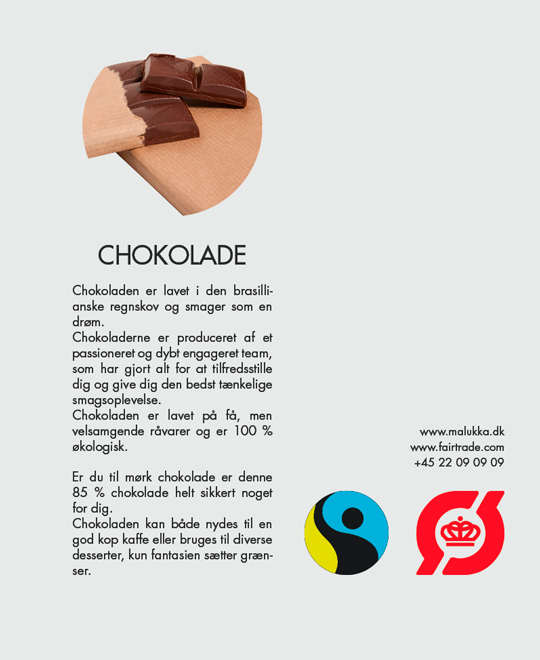 CHOKOLADE
Chokoladen er lavet i den brasilli-
anske regnskov og smager som en
drøm.
Chokoladerne er produceret af et
passioneret og dybt engageret team,
som har gjort alt for at tilfredsstille
dig og give dig den bedst tænkelige
smagsoplevelse.
Chokoladen er lavet på få, men
velsamgende råvarer og er 100 %
økologisk.
Er du til mørk chokolade er denne
85 % chokolade helt sikkert noget
for dig.
Chokoladen kan både nydes til en
god kop kaffe eller bruges til diverse
desserter, kun fantasien sætter græn-
ser.
www.malukka.dk
www.fairtrade.com
+45 22 09 09 09